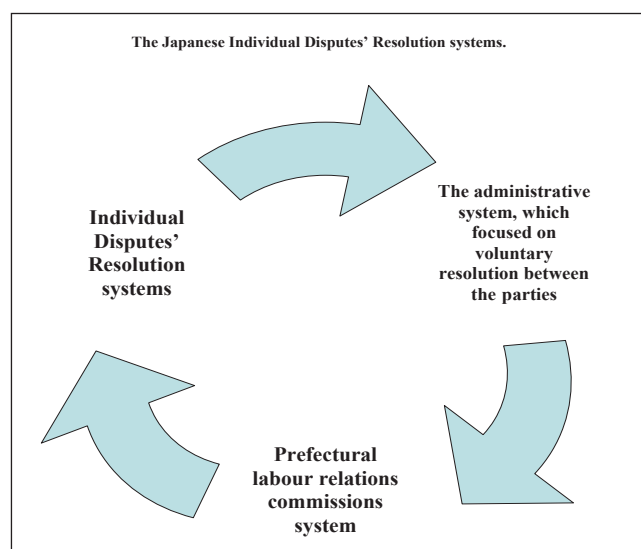 The Japanese Individual Disputes' Resolution systems.
Individual
Disputes'
Resolution
systems
The administrative
system, which
focused on
voluntary
resolution between
the parties
Prefectural
labour relations
commissions
system